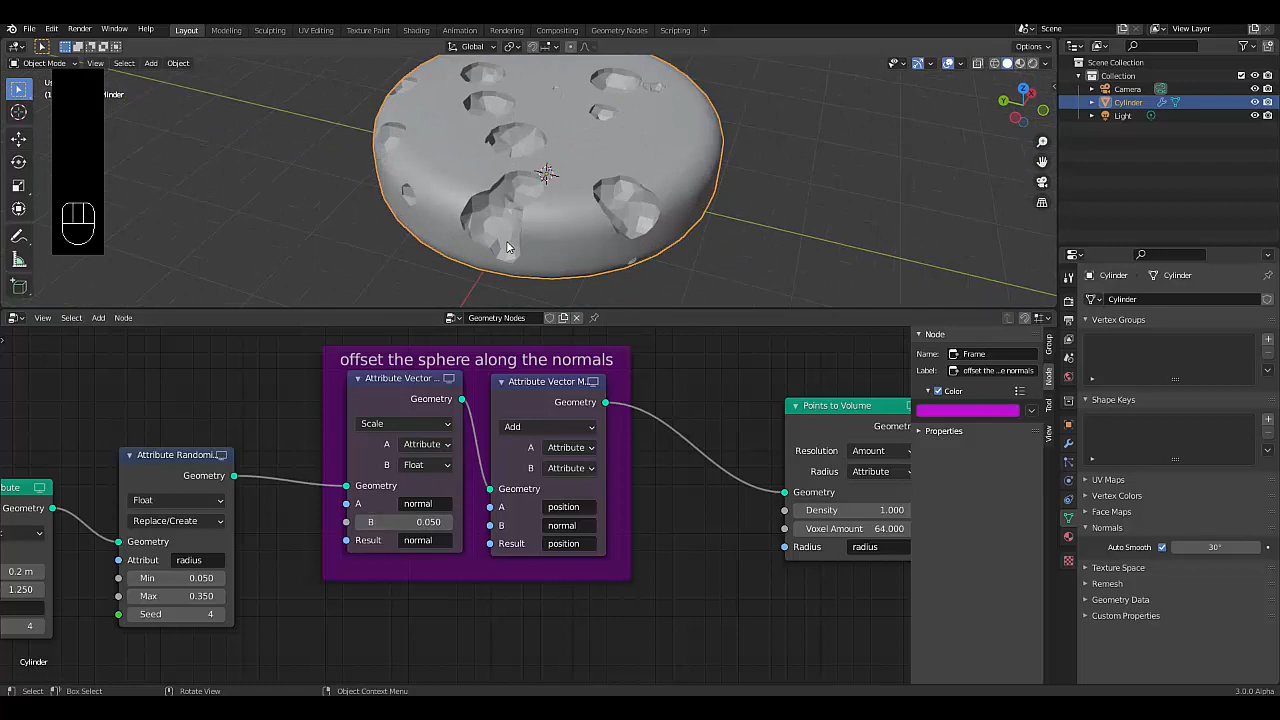 File Edit Render Window Help
Layout Modeling Sculpting UV Editing Texture Paint Shading Animation Rendering Compositing Geometry Nodes Scripting
Scene
View Layer
Global
Options
Object Mode View Select Add Object
Scene Collection
Collection
Camera
Cylinder
Light
View Select Add Node
Geometry Nodes
Cylinder
Cylinder
Cylinder
Vertex Groups
Shape Keys
UV Maps
Vertex Colors
Face Maps
Normals
Auto Smooth 30°
Texture Space
Remesh
Geometry Data
Custom Properties
Node
Name: Frame
Label: offset the ...e normals
Color
Properties
Group
Node
Tool
View
offset the sphere along the normals
Attribute Vector ...
Geometry
Scale
A Attribute
B Float
Geometry
A normal
B 0.050
Result normal
Attribute Vector M...
Geometry
Add
A Attribute
B Attribute
Geometry
A position
B normal
Result position
Attribute Randomi...
Geometry
Float
Replace/Create
Geometry
Attribut radius
Min 0.050
Max 0.350
Seed 4
Geometry
0.2 m
1.250
4
Points to Volume
Resolution Amount
Radius Attribute
Geometry
Density 1.000
Voxel Amount 64.000
Radius radius
Cylinder
Select Box Select Rotate View Object Context Menu 3.0.0 Alpha